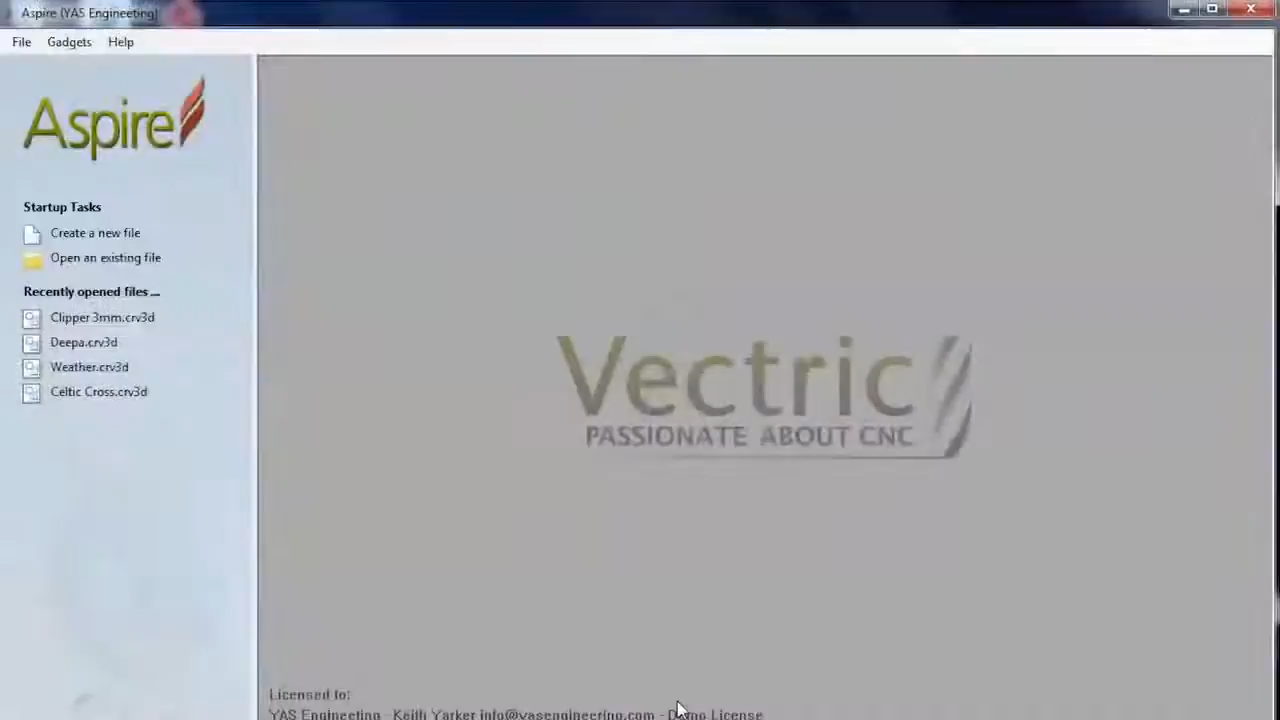 Aspire (YAS Engineeting)
File Gadgets Help
Aspire
Startup Tasks
Create a new file
Open an existing file
Recently opened files ...
Clipper 3mm.crv3d
Deepa.crv3d
Weather.crv3d
Celtic Cross.crv3d
Vectric
PASSIONATE ABOUT CNC
Licensed to:
YAS Engineering - Keith Yarker info@yasengineering.com - Demo License